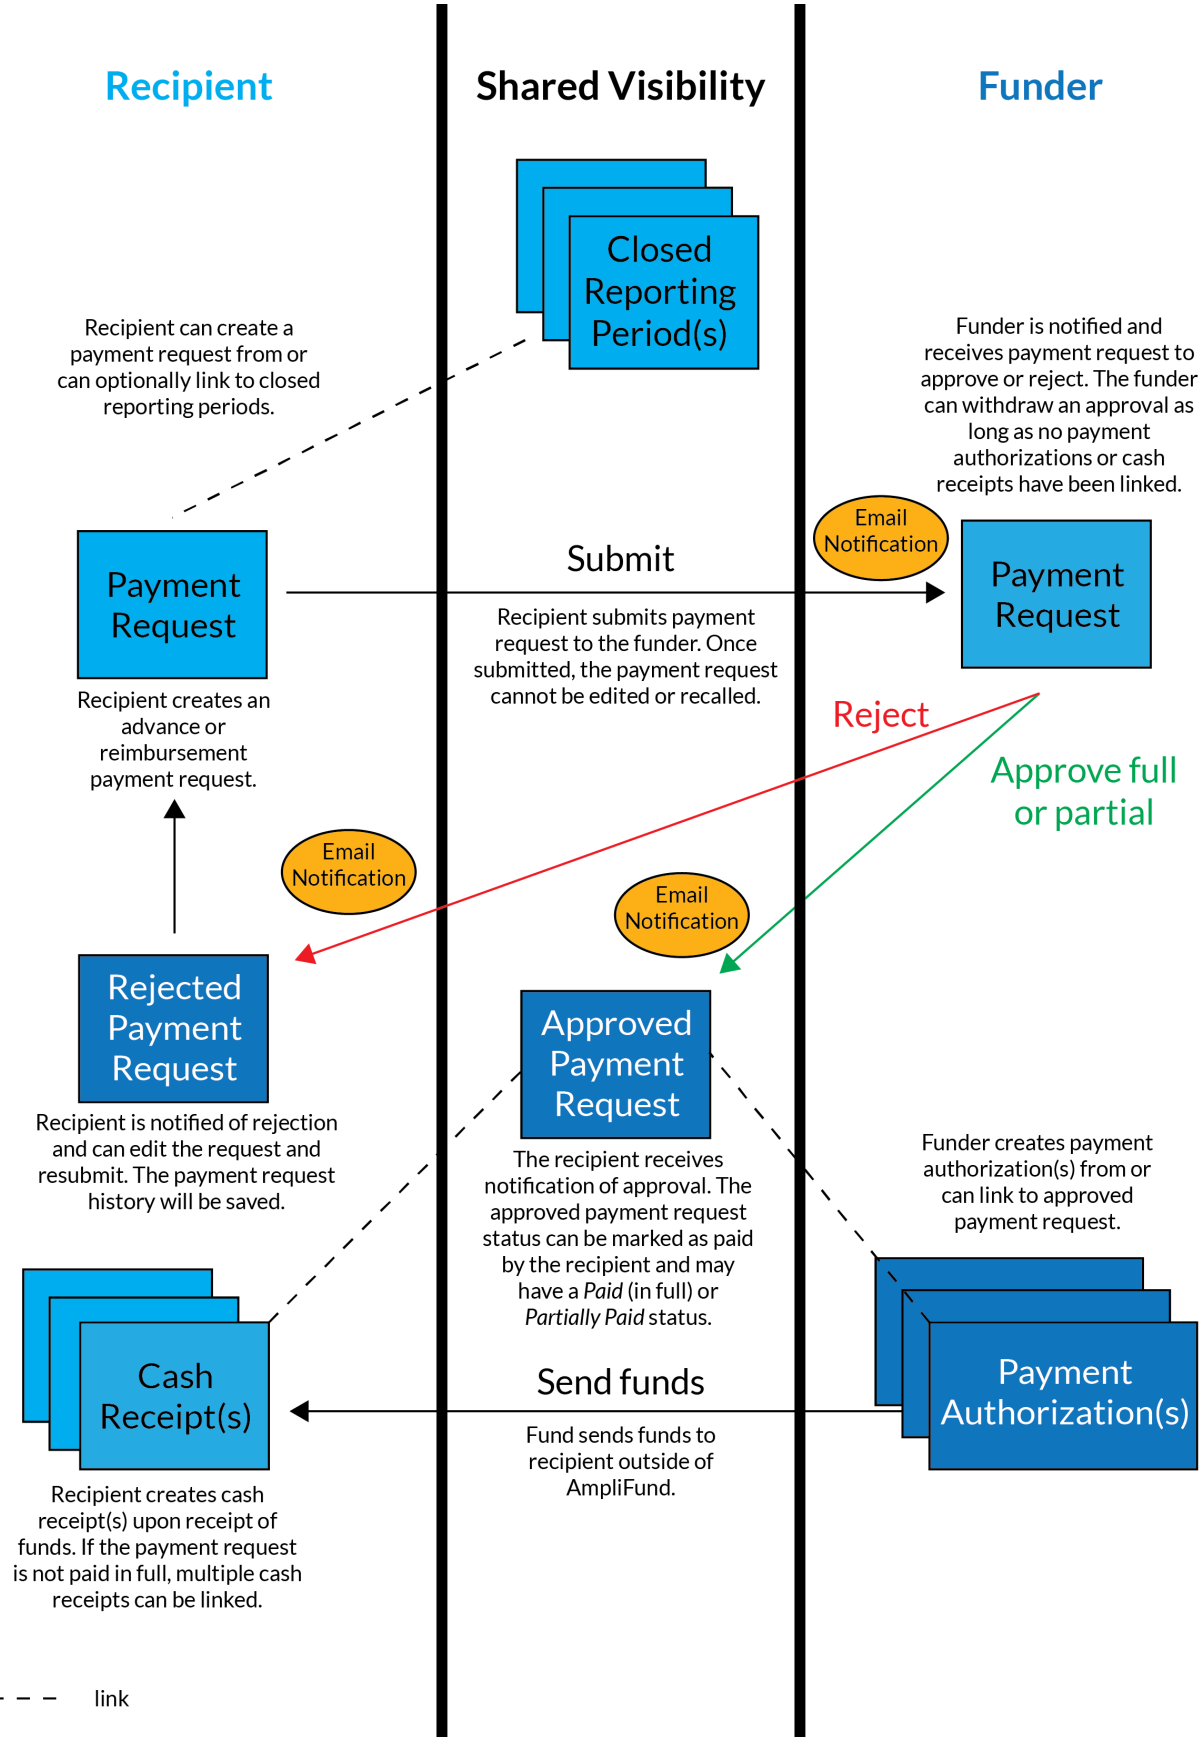 Recipient
Shared Visibility
Funder
Closed
Reporting
Period(s)
Recipient can create a
payment request from or
can optionally link to closed
reporting periods.
Funder is notified and
receives payment request to
approve or reject. The funder
can withdraw an approval as
long as no payment
authorizations or cash
receipts have been linked.
Email
Notification
Payment
Request
Submit
Payment
Request
Recipient submits payment
request to the funder. Once
submitted, the payment request
cannot be edited or recalled.
Recipient creates an
advance or
reimbursement
payment request.
Reject
Approve full
or partial
Email
Notification
Email
Notification
Rejected
Payment
Request
Approved
Payment
Request
Recipient is notified of rejection
and can edit the request and
resubmit. The payment request
history will be saved.
The recipient receives
notification of approval. The
approved payment request
status can be marked as paid
by the recipient and may
have a Paid (in full) or
Partially Paid status.
Funder creates payment
authorization(s) from or
can link to approved
payment request.
Cash
Receipt(s)
Send funds
Payment
Authorization(s)
Fund sends funds to
recipient outside of
AmpliFund.
Recipient creates cash
receipt(s) upon receipt of
funds. If the payment request
is not paid in full, multiple cash
receipts can be linked.
link